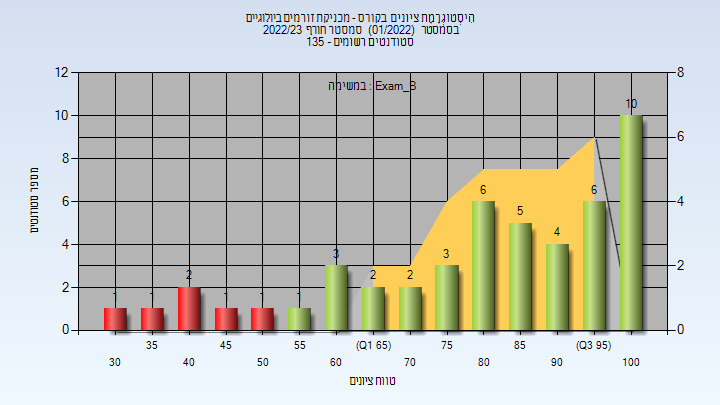 הִיסְטוֹגְרַמַת ציונים בקורס - מכניקת זורמים ביולוגיים
בסמסטר (01/2022) סמסטר חורף 2022/23
סטודנטים רשומים - 135
במשימה : Exam_B
12 10 8 6 4 2 0
8 6 4 2 0
מספר סטודנטים
1 1 2 1 1 1 3 2 2 3 6 5 4 6 10
35 45 55 (Q1 65) 75 85 (Q3 95)
30 40 50 60 70 80 90 100
טווח ציונים